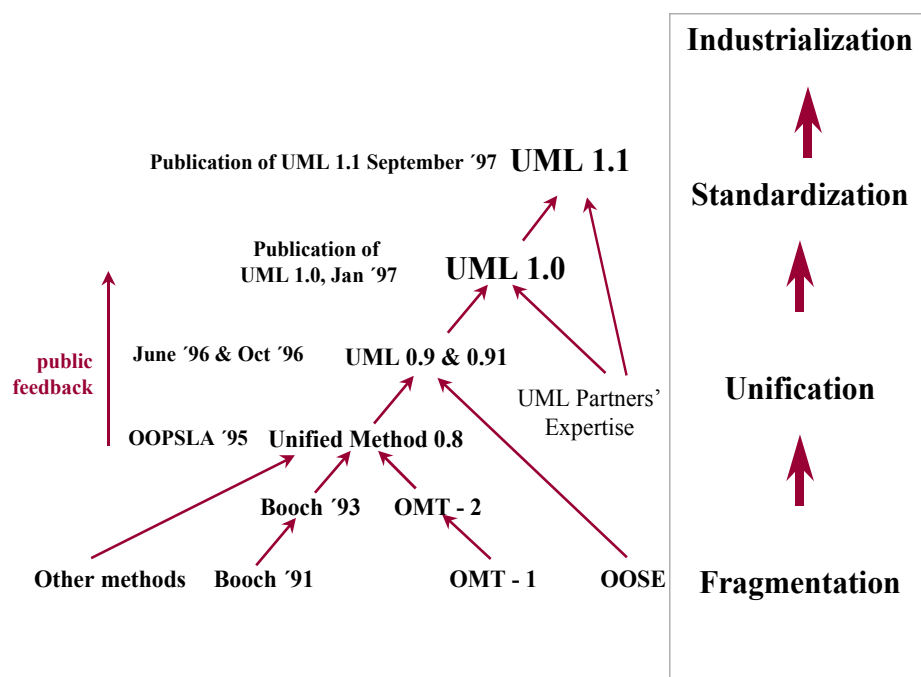 Industrialization
Publication of UML 1.1 September ´97 UML 1.1
Standardization
Publication of
UML 1.0, Jan ´97
UML 1.0
public
feedback
June ´96 & Oct ´96
UML 0.9 & 0.91
UML Partners’
Expertise
Unification
OOPSLA ´95
Unified Method 0.8
Booch ´93
OMT - 2
Other methods
Booch ´91
OMT - 1
OOSE
Fragmentation